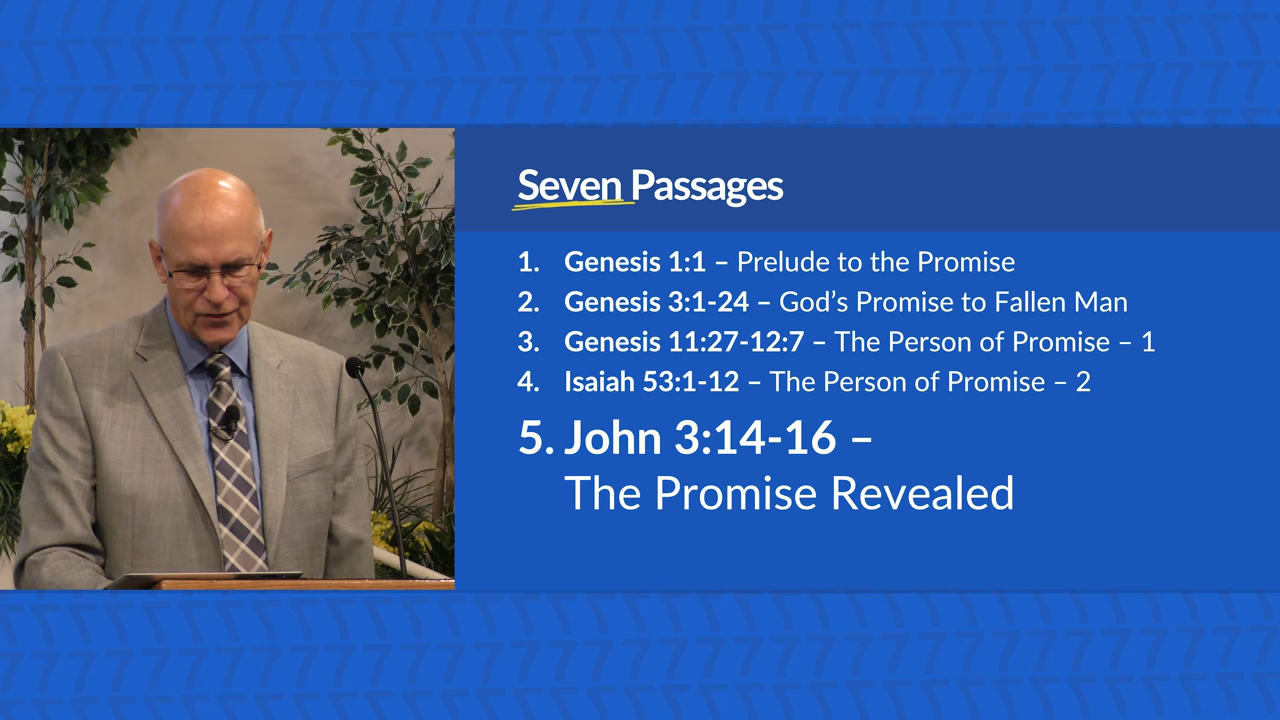 Seven Passages
1. Genesis 1:1 – Prelude to the Promise
2. Genesis 3:1-24 – God’s Promise to Fallen Man
3. Genesis 11:27-12:7 – The Person of Promise – 1
4. Isaiah 53:1-12 – The Person of Promise – 2
5. John 3:14-16 –
The Promise Revealed